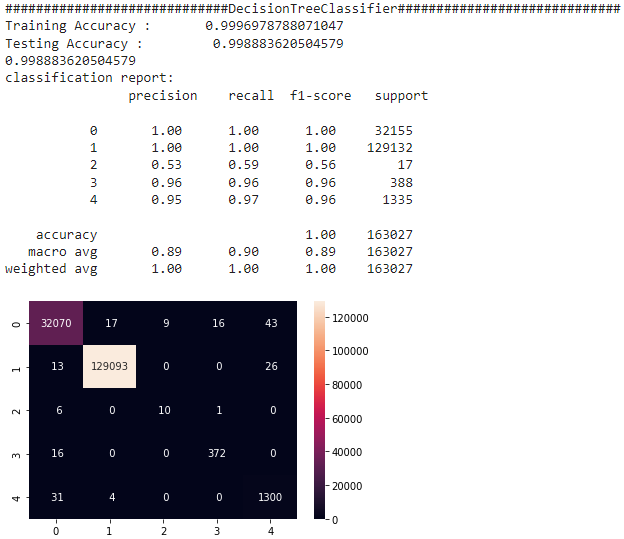 #############################DecisionTreeClassifier#############################
Training Accuracy :       0.9996978788071047
Testing Accuracy :         0.998883620504579
0.998883620504579
classification report:
precision    recall  f1-score   support
0       1.00      1.00      1.00     32155
1       1.00      1.00      1.00    129132
2       0.53      0.59      0.56        17
3       0.96      0.96      0.96       388
4       0.95      0.97      0.96      1335
accuracy                           1.00    163027
macro avg       0.89      0.90      0.89    163027
weighted avg       1.00      1.00      1.00    163027
0 32070 17 9 16 43
1 13 129093 0 0 26
2 6 0 10 1 0
3 16 0 0 372 0
4 31 4 0 0 1300
0 1 2 3 4
120000
100000
80000
60000
40000
20000
0